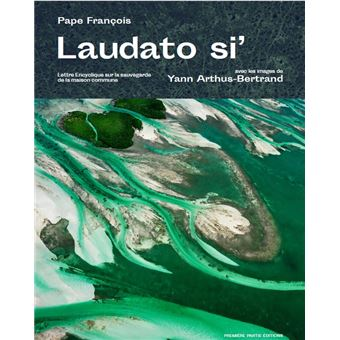 Pape François
Laudato si’
Lettre Encyclique sur la sauvegarde
de la maison commune
avec les images de
Yann Arthus-Bertrand
PREMIÈRE PARTIE ÉDITIONS